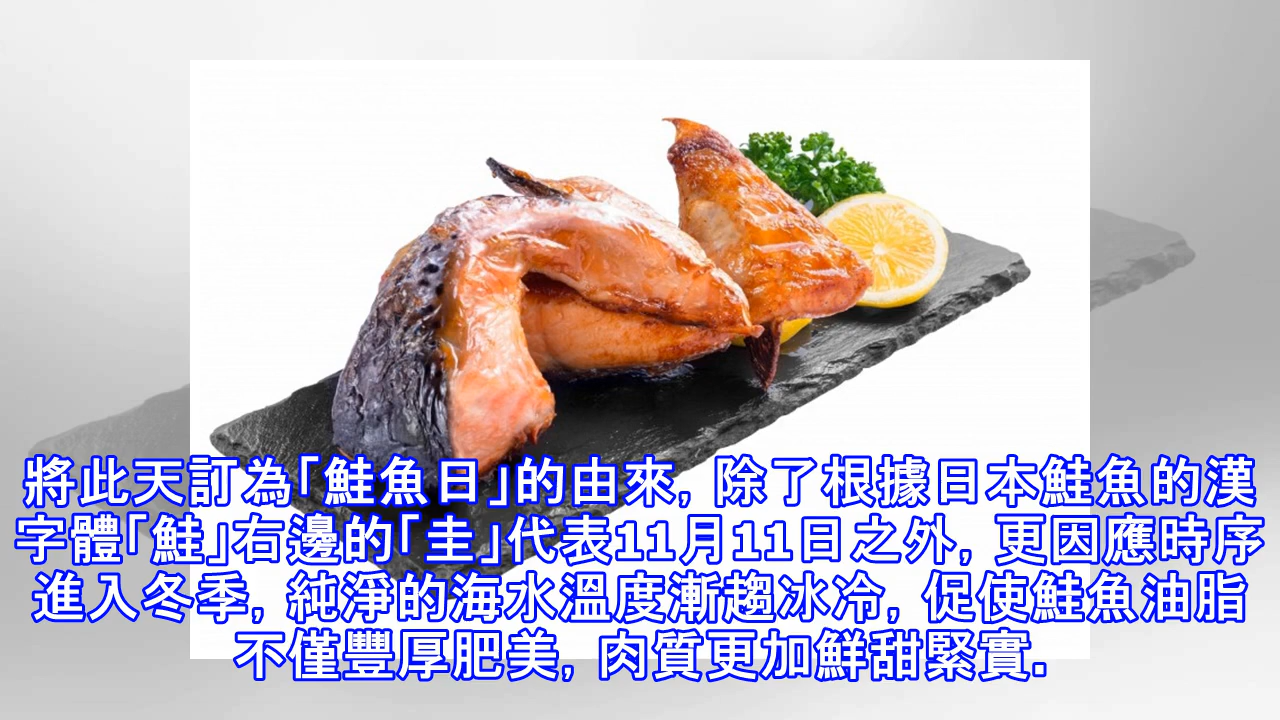 將此天訂為「鮭魚日」的由來, 除了根據日本鮭魚的漢
字體「鮭」右邊的「圭」代表11月11日之外, 更因應時序
進入冬季, 純淨的海水溫度漸趨冰冷, 促使鮭魚油脂
不僅豐厚肥美, 肉質更加鮮甜緊實.